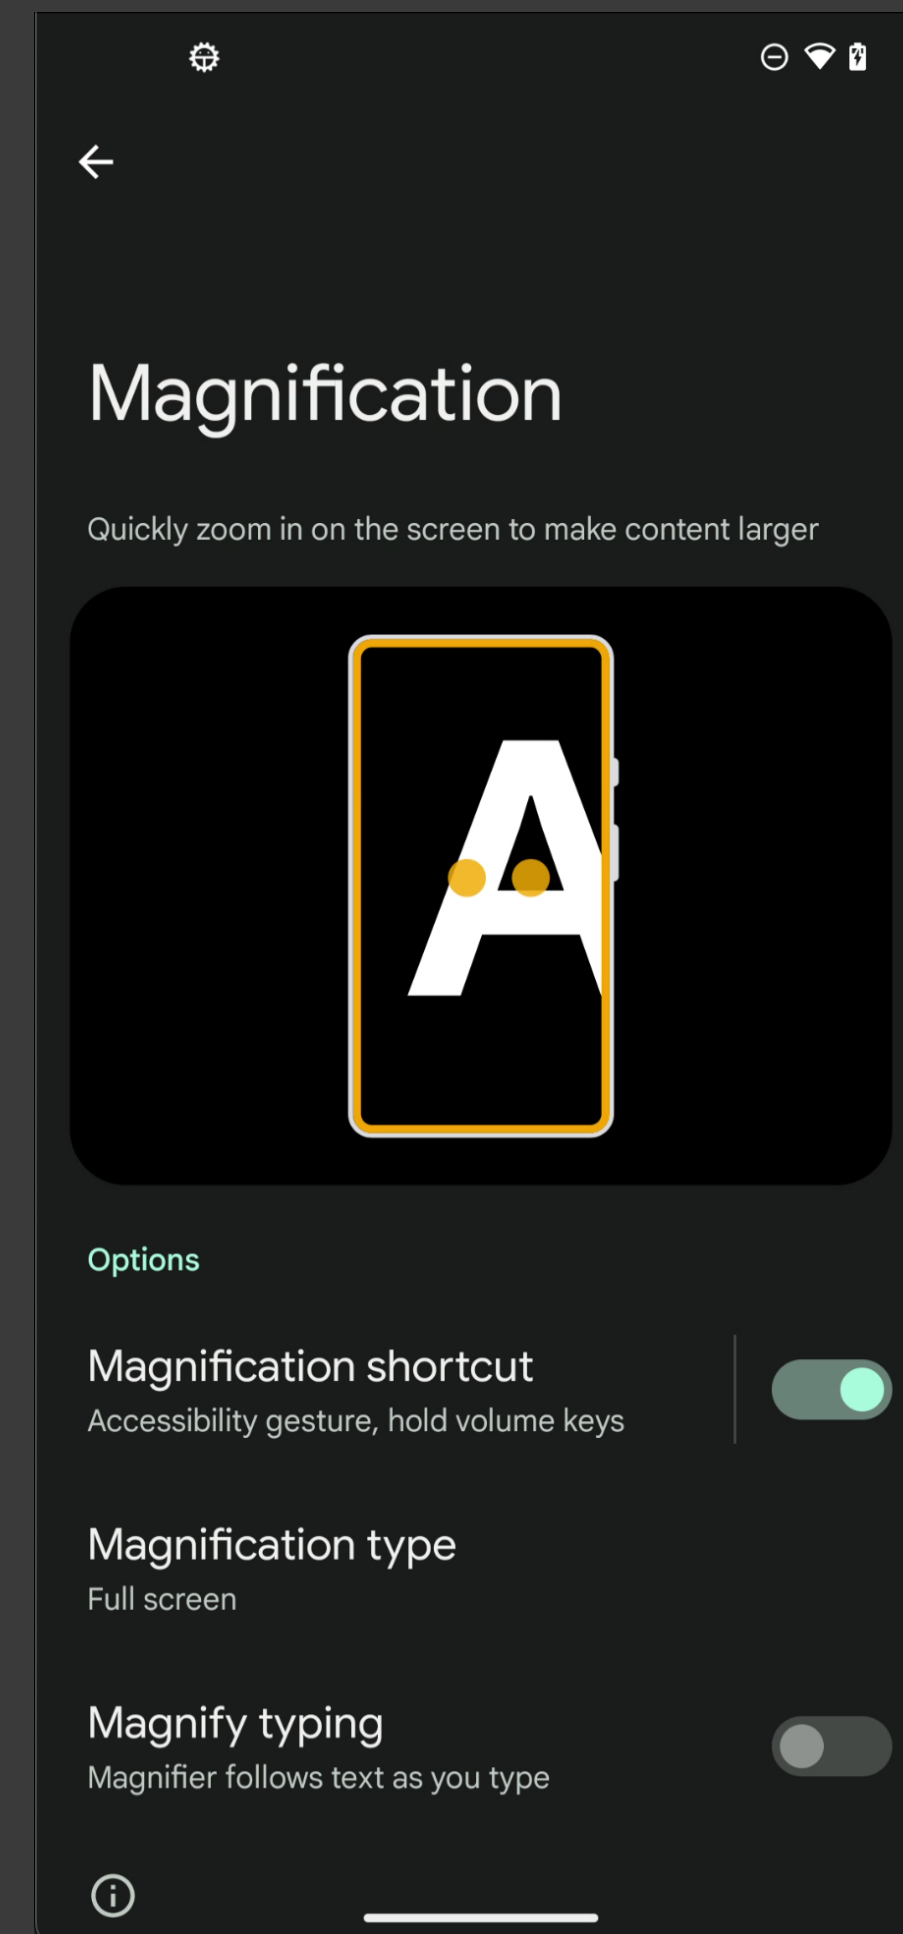 Magnification
Quickly zoom in on the screen to make content larger
A
Options
Magnification shortcut
Accessibility gesture, hold volume keys
Magnification type
Full screen
Magnify typing
Magnifier follows text as you type